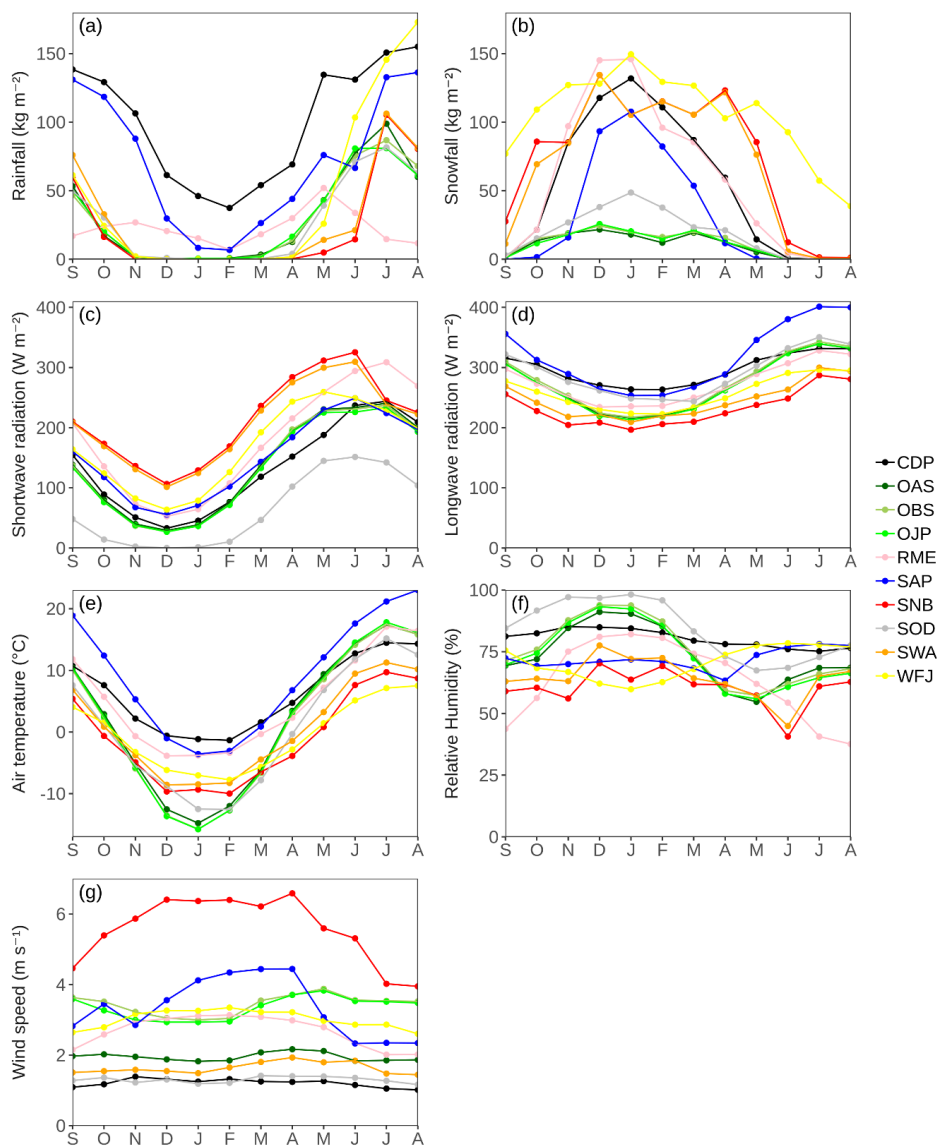 (a)
Rainfall (kg m⁻²)
150
100
50
0
S O N D J F M A M J J A
(b)
Snowfall (kg m⁻²)
150
100
50
0
S O N D J F M A M J J A
(c)
Shortwave radiation (W m⁻²)
400
300
200
100
0
S O N D J F M A M J J A
(d)
Longwave radiation (W m⁻²)
400
300
200
100
0
S O N D J F M A M J J A
CDP
OAS
OBS
OJP
RME
SAP
SNB
SOD
SWA
WFJ
(e)
Air temperature (°C)
20
10
0
-10
S O N D J F M A M J J A
(f)
Relative Humidity (%)
100
75
50
25
0
S O N D J F M A M J J A
(g)
Wind speed (m s⁻¹)
6
4
2
0
S O N D J F M A M J J A